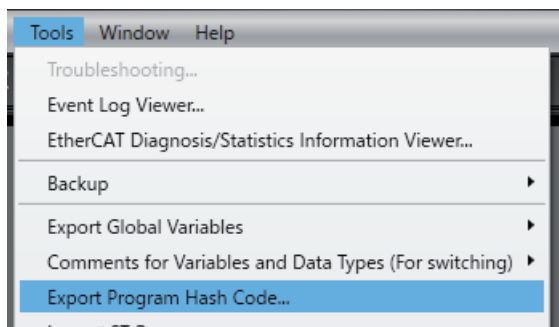 Tools Window Help
Troubleshooting...
Event Log Viewer...
EtherCAT Diagnosis/Statistics Information Viewer...
Backup
Export Global Variables
Comments for Variables and Data Types (For switching)
Export Program Hash Code...